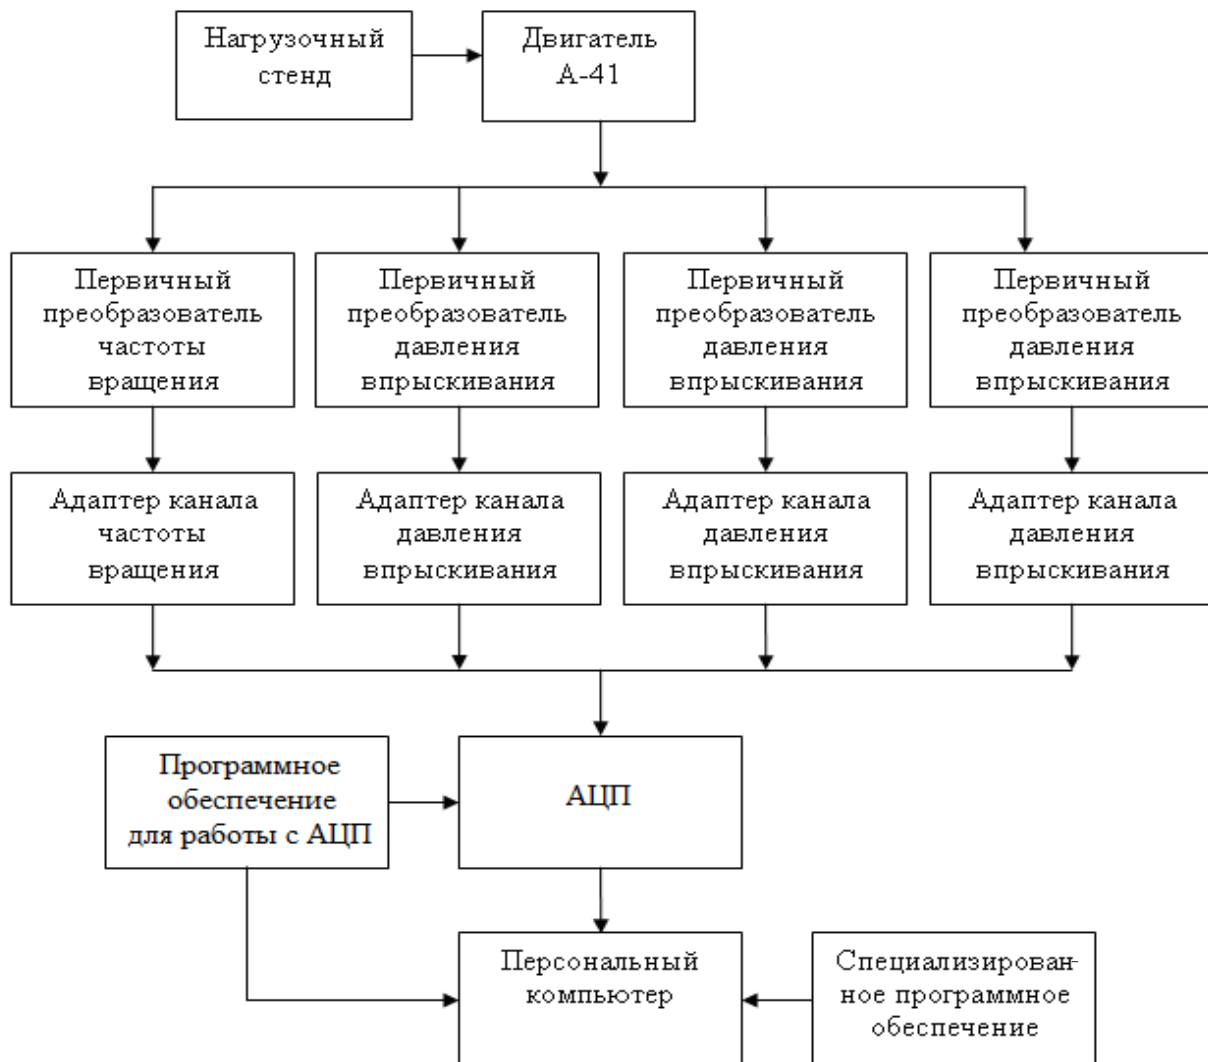 Нагрузочный
стенд
Двигатель
А-41
Первичный
преобразователь
частоты
вращения
Первичный
преобразователь
давления
впрыскивания
Первичный
преобразователь
давления
впрыскивания
Первичный
преобразователь
давления
впрыскивания
Адаптер канала
частоты
вращения
Адаптер канала
давления
впрыскивания
Адаптер канала
давления
впрыскивания
Адаптер канала
давления
впрыскивания
Программное
обеспечение
для работы с АЦП
АЦП
Персональный
компьютер
Специализирован-
ное программное
обеспечение